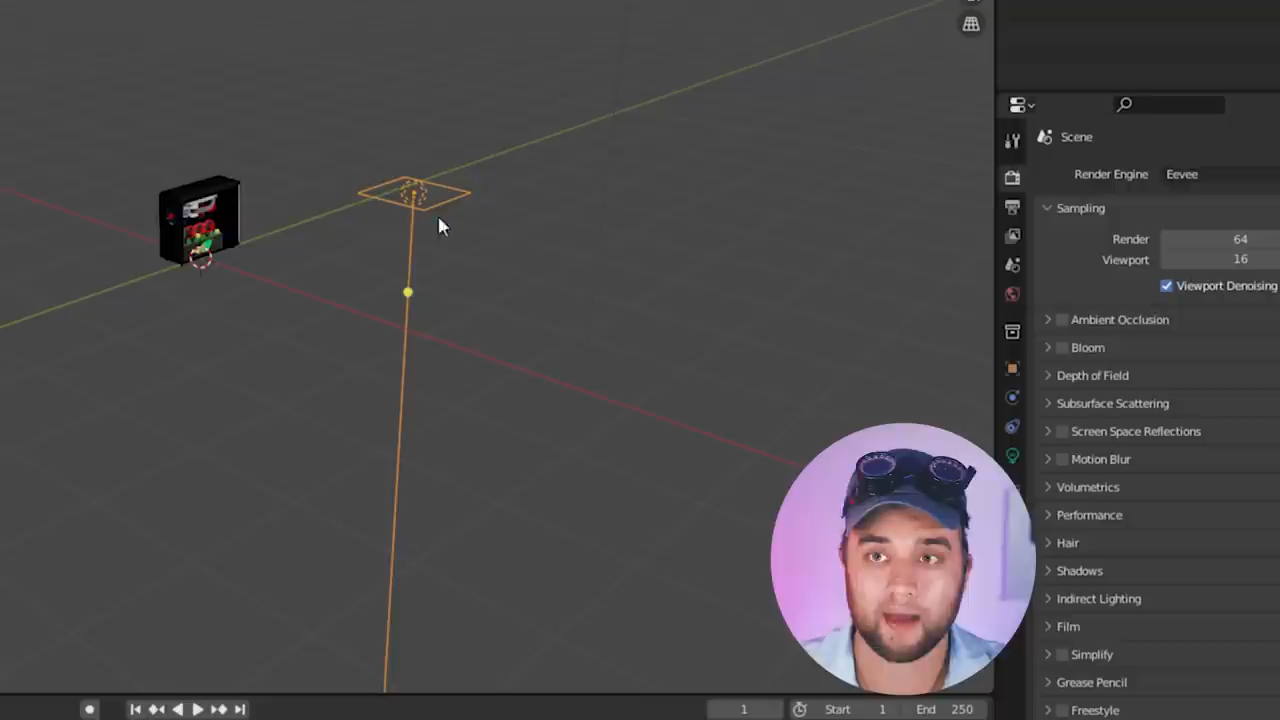 Scene
Render Engine Eevee
Sampling
Render 64
Viewport 16
Viewport Denoising
Ambient Occlusion
Bloom
Depth of Field
Subsurface Scattering
Screen Space Reflections
Motion Blur
Volumetrics
Performance
Hair
Shadows
Indirect Lighting
Film
Simplify
Grease Pencil
Freestyle
1 Start 1 End 250